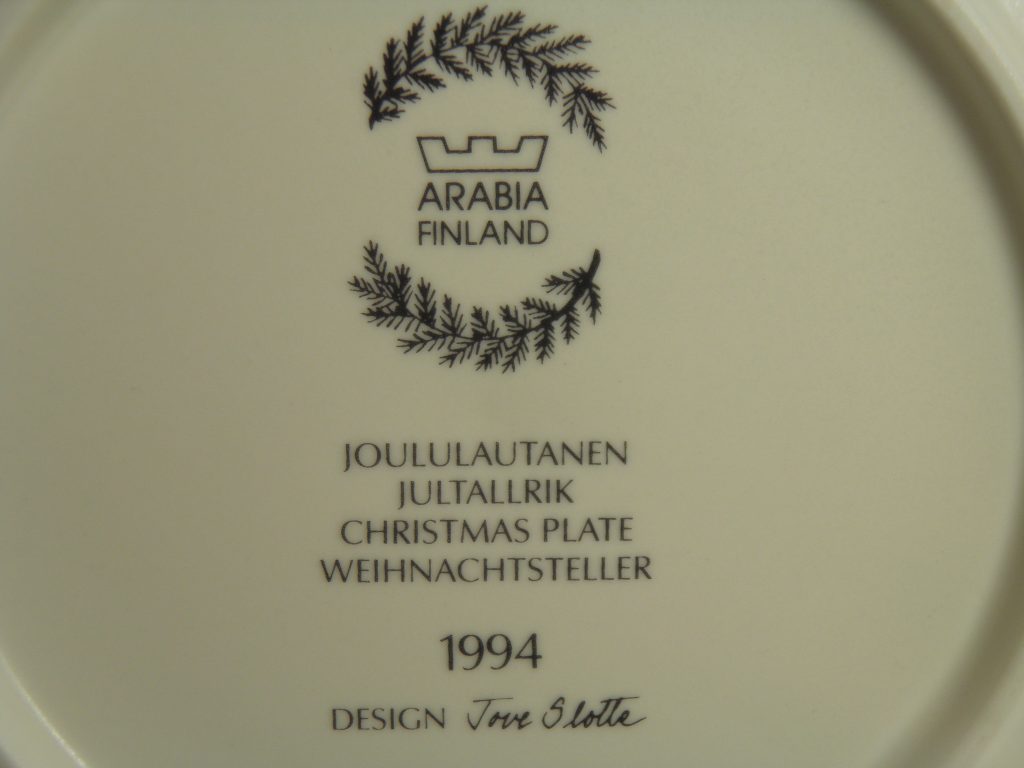 ARABIA
FINLAND
JOULULAUTANEN
JULTALLRIK
CHRISTMAS PLATE
WEIHNACHTSTELLER
1994
DESIGN Tove Slotte